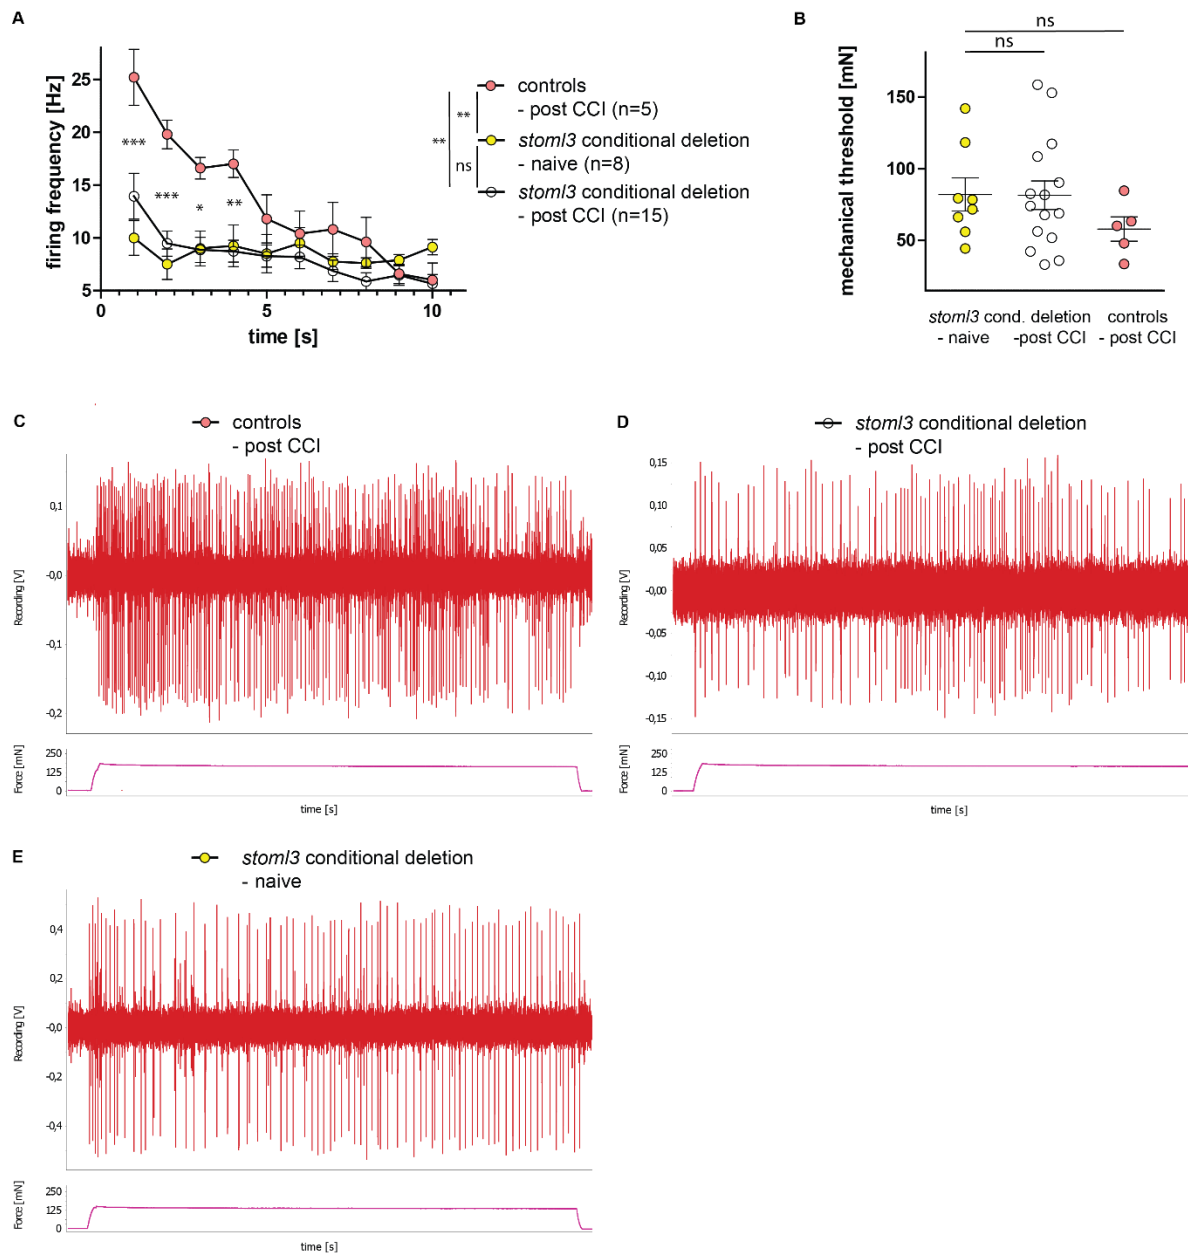 A
firing frequency [Hz]
25
20
15
10
5
0
5
10
time [s]
***
***
*
**
**
**
ns
controls
- post CCI (n=5)
stoml3 conditional deletion
- naive (n=8)
stoml3 conditional deletion
- post CCI (n=15)
B
ns
ns
mechanical threshold [mN]
150
100
50
stoml3 cond. deletion controls
- naive -post CCI - post CCI
C
controls
- post CCI
Recording [V]
0,1
-0,0
-0,1
-0,2
Force [mN]
250
125
0
time [s]
D
stoml3 conditional deletion
- post CCI
Recording [V]
0,15
0,10
0,05
-0,00
-0,05
-0,10
-0,15
Force [mN]
250
125
0
time [s]
E
stoml3 conditional deletion
- naive
Recording [V]
0,4
0,2
-0,0
-0,2
-0,4
Force [mN]
250
125
0
time [s]